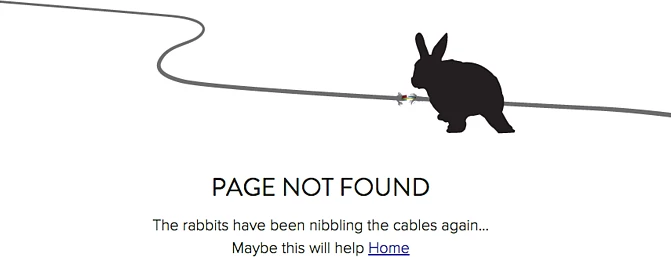 PAGE NOT FOUND
The rabbits have been nibbling the cables again...
Maybe this will help Home